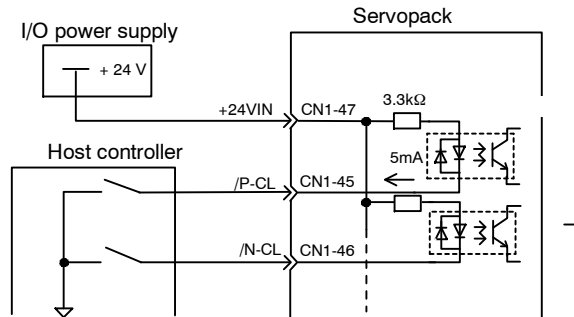 Servopack
I/O power supply
+ 24 V
3.3kΩ
+24VIN CN1-47
Host controller
5mA
/P-CL CN1-45
/N-CL CN1-46